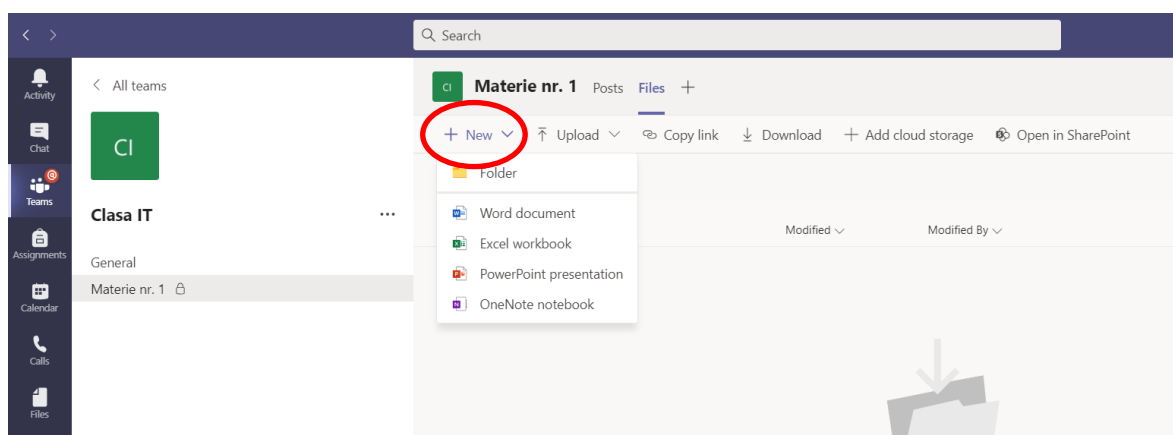 Search
Activity
Chat
Teams
Assignments
Calendar
Calls
Files
All teams
CI
Clasa IT
General
Materie nr. 1
CI Materie nr. 1 Posts Files
New Upload Copy link Download Add cloud storage Open in SharePoint
Folder
Word document
Excel workbook
PowerPoint presentation
OneNote notebook
Modified Modified By